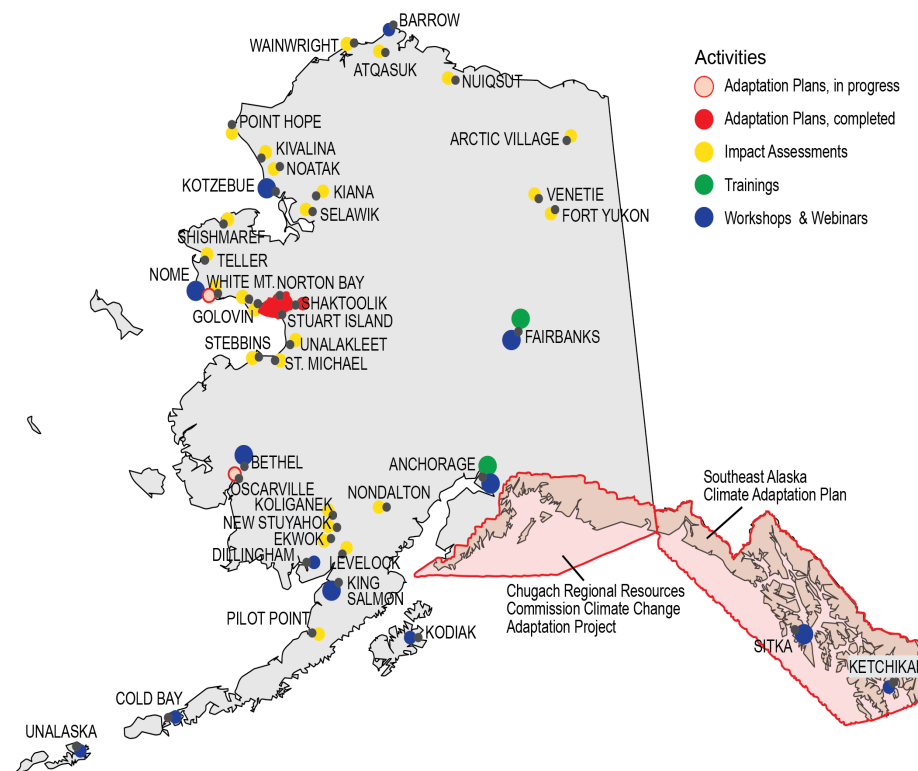 BARROW
WAINWRIGHT
ATQASUK
NUIQSUT
Activities
Adaptation Plans, in progress
Adaptation Plans, completed
Impact Assessments
Trainings
Workshops & Webinars
POINT HOPE
ARCTIC VILLAGE
KIVALINA
NOATAK
KOTZEBUE
KIANA
SELAWIK
VENETIE
FORT YUKON
SHISHMAREF
TELLER
NOME
WHITE MT.
NORTON BAY
SHAKTOOLIK
GOLOVIN
STUART ISLAND
FAIRBANKS
STEBBINS
UNALAKLEET
ST. MICHAEL
BETHEL
ANCHORAGE
OSCARVILLE
NONDALTON
KOLIGANEK
NEW STUYAHOK
EKWOK
DILLINGHAM
LEVELOCK
KING
SALMON
Southeast Alaska
Climate Adaptation Plan
Chugach Regional Resources
Commission Climate Change
Adaptation Project
PILOT POINT
KODIAK
SITKA
KETCHIKA
COLD BAY
UNALASKA